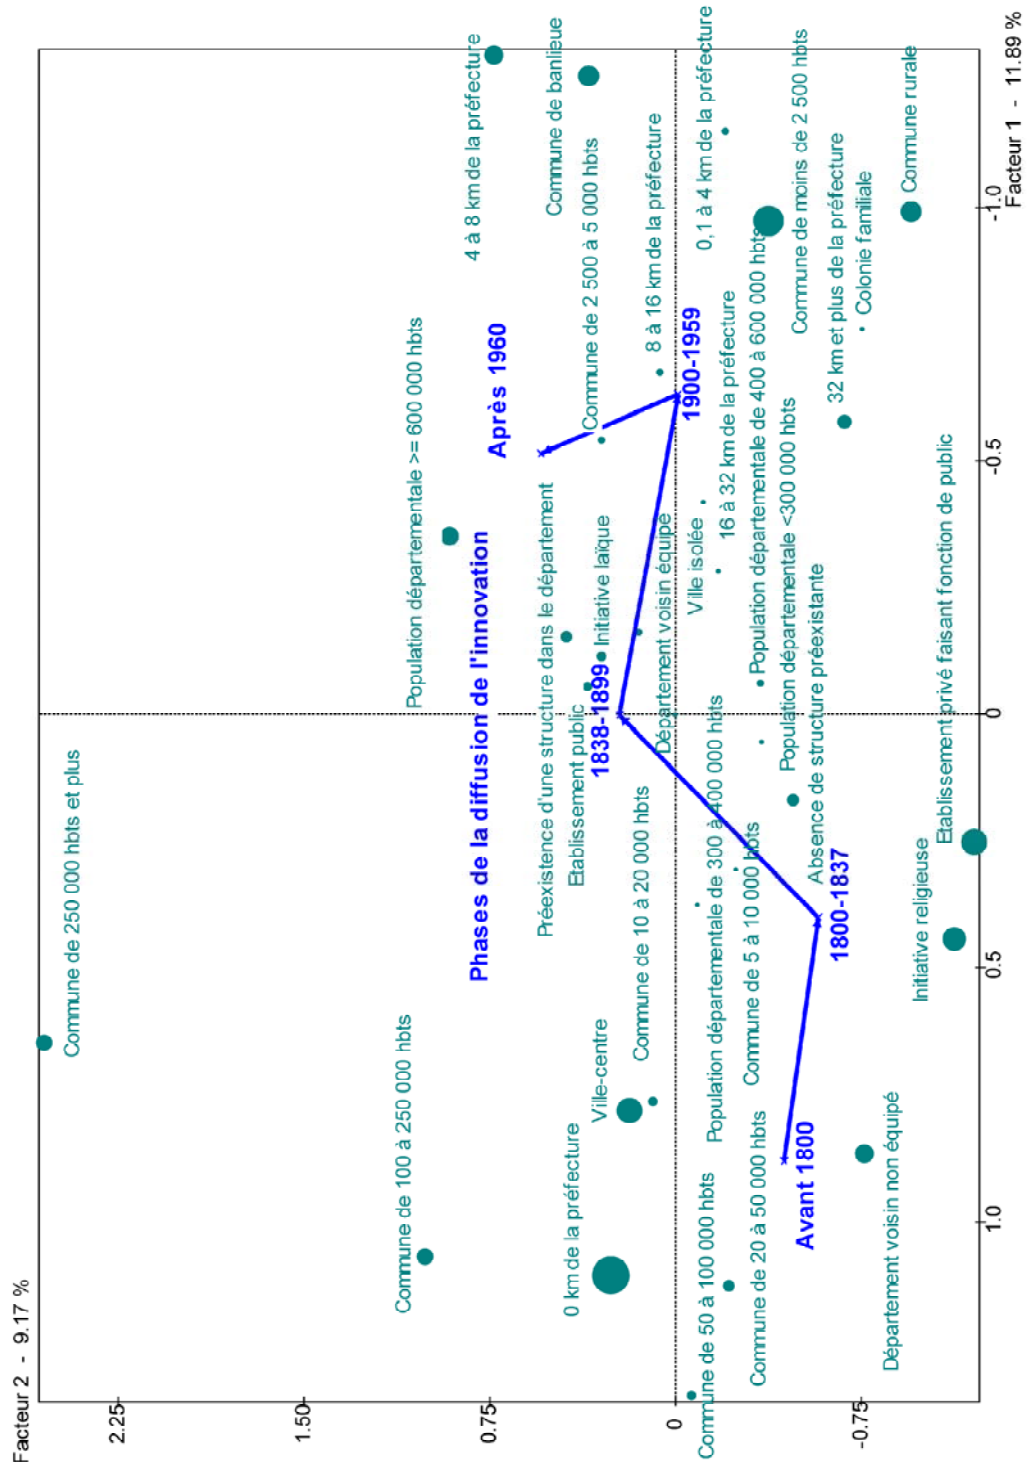 Facteur 2 - 9.17 %
Commune de 250 000 hbts et plus
2.25
1.50
Commune de 100 à 250 000 hbts
Population départementale >= 600 000 hbts
0.75
Phases de la diffusion de l'innovation
Après 1960
4 à 8 km de la préfecture
0 km de la préfecture
Ville-centre
Préexistence d'une structure dans le département
Etablissement public
1838-1899
Initiative laïque
Commune de 2 500 à 5 000 hbts
Commune de banlieue
Commune de 10 à 20 000 hbts
Département voisin équipé
8 à 16 km de la préfecture
0
1900-1959
Commune de 50 à 100 000 hbts
Population départementale de 300 à 400 000 hbts
Ville isolée
16 à 32 km de la préfecture
0,1 à 4 km de la préfecture
Commune de 20 à 50 000 hbts
Commune de 5 à 10 000 hbts
Population départementale de 400 à 600 000 hbts
Population départementale <300 000 hbts
Commune de moins de 2 500 hbts
Avant 1800
1800-1837
Absence de structure préexistante
32 km et plus de la préfecture
Colonie familiale
-0.75
Département voisin non équipé
Initiative religieuse
Etablissement privé faisant fonction de public
Commune rurale
1.0
0.5
0
-0.5
-1.0
Facteur 1 - 11.89 %